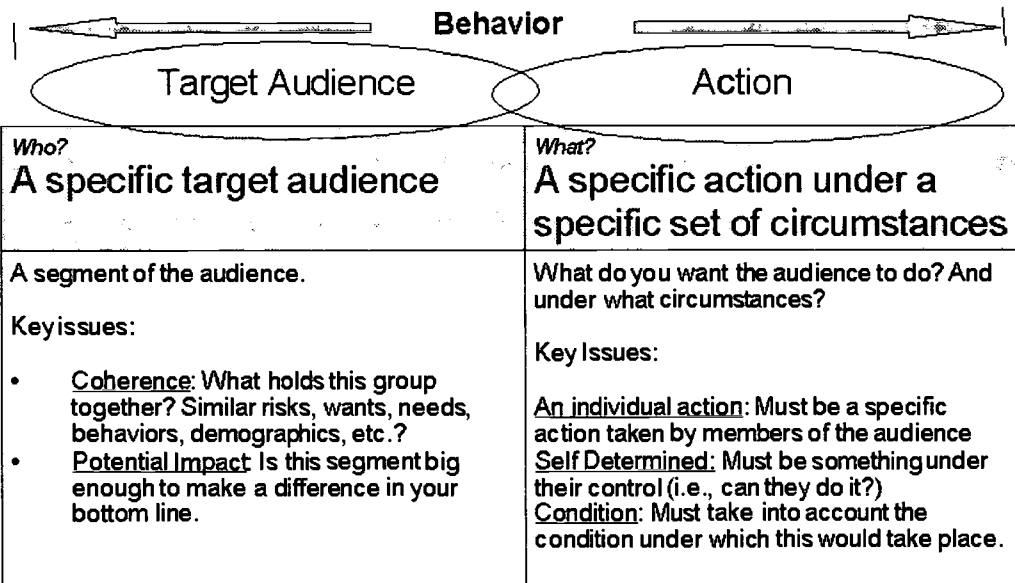 Behavior
Target Audience
Action
Who?
A specific target audience
What?
A specific action under a
specific set of circumstances
A segment of the audience.
Key issues:
• Coherence: What holds this group
together? Similar risks, wants, needs,
behaviors, demographics, etc.?
• Potential Impact: Is this segment big
enough to make a difference in your
bottom line.
What do you want the audience to do? And
under what circumstances?
Key Issues:
An individual action: Must be a specific
action taken by members of the audience
Self Determined: Must be something under
their control (i.e., can they do it?)
Condition: Must take into account the
condition under which this would take place.